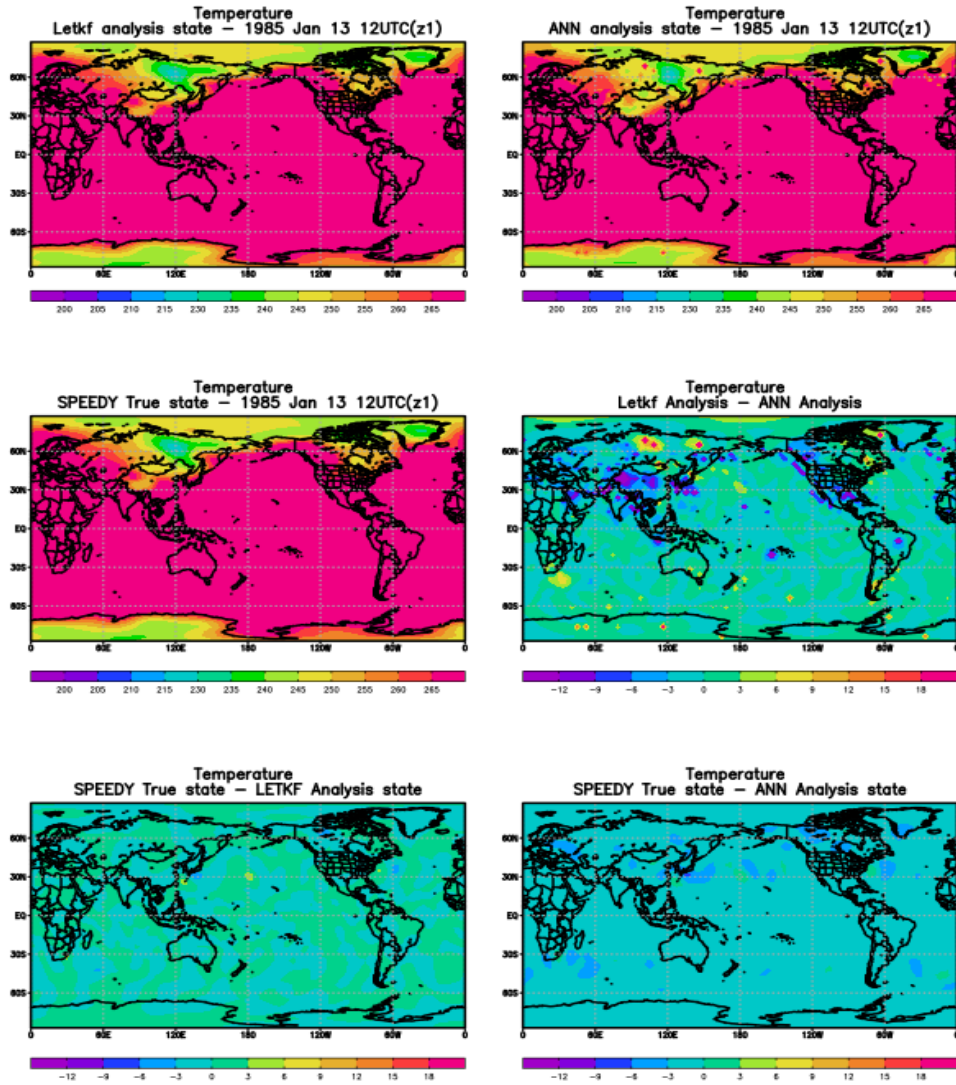 Temperature
Letkf analysis state – 1985 Jan 13 12UTC(z1)
60N
30N
EQ
30S
60S
0 60E 120E 180 120W 60W 0
200 205 210 215 230 235 240 245 250 255 260 265
Temperature
ANN analysis state – 1985 Jan 13 12UTC(z1)
60N
30N
EQ
30S
60S
0 60E 120E 180 120W 60W 0
200 205 210 215 230 235 240 245 250 255 260 265
Temperature
SPEEDY True state – 1985 Jan 13 12UTC(z1)
60N
30N
EQ
30S
60S
0 60E 120E 180 120W 60W 0
200 205 210 215 230 235 240 245 250 255 260 265
Temperature
Letkf Analysis – ANN Analysis
60N
30N
EQ
30S
60S
0 60E 120E 180 120W 60W 0
-12 -9 -6 -3 0 3 6 9 12 15 18
Temperature
SPEEDY True state – LETKF Analysis state
60N
30N
EQ
30S
60S
0 60E 120E 180 120W 60W 0
-12 -9 -6 -3 0 3 6 9 12 15 18
Temperature
SPEEDY True state – ANN Analysis state
60N
30N
EQ
30S
60S
0 60E 120E 180 120W 60W 0
-12 -9 -6 -3 0 3 6 9 12 15 18